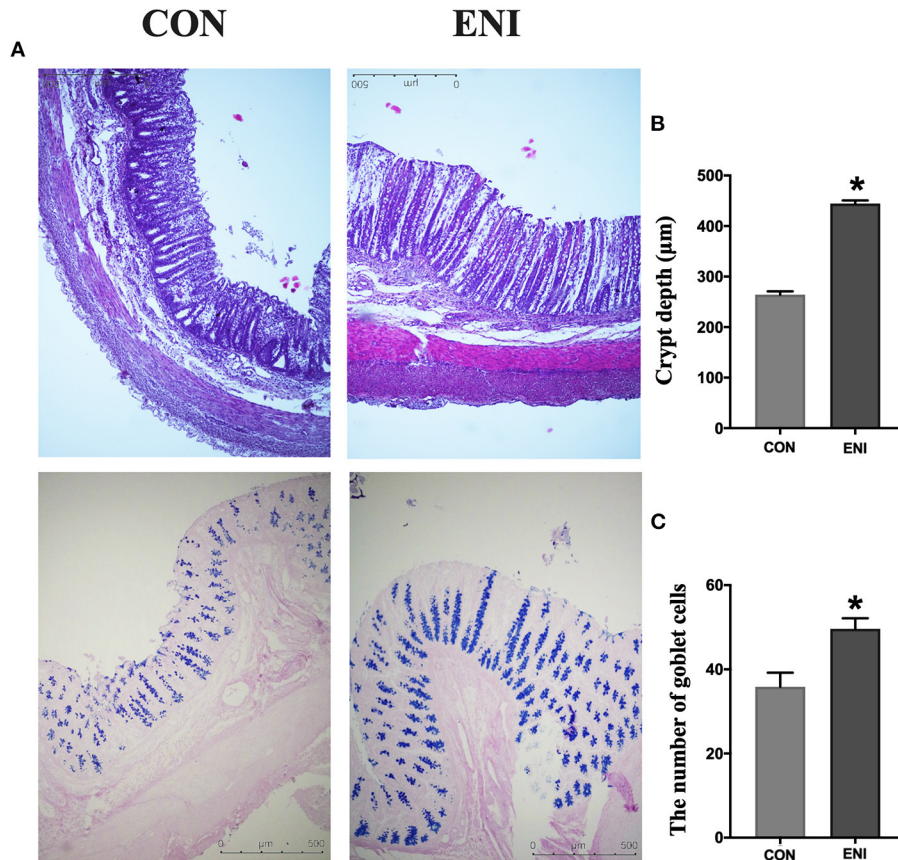 CON
ENI
A
500
µm
0
0
µm
500
0
µm
500
B
Crypt depth (µm)
500
400
300
200
100
0
*
CON
ENI
C
The number of goblet cells
60
40
20
0
*
CON
ENI